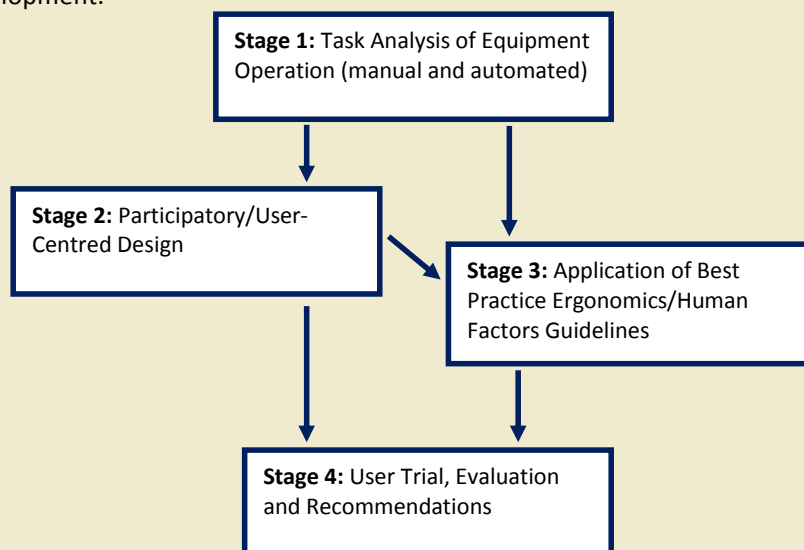 Stage 1: Task Analysis of Equipment
Operation (manual and automated)
Stage 2: Participatory/User-
Centred Design
Stage 3: Application of Best
Practice Ergonomics/Human
Factors Guidelines
Stage 4: User Trial, Evaluation
and Recommendations